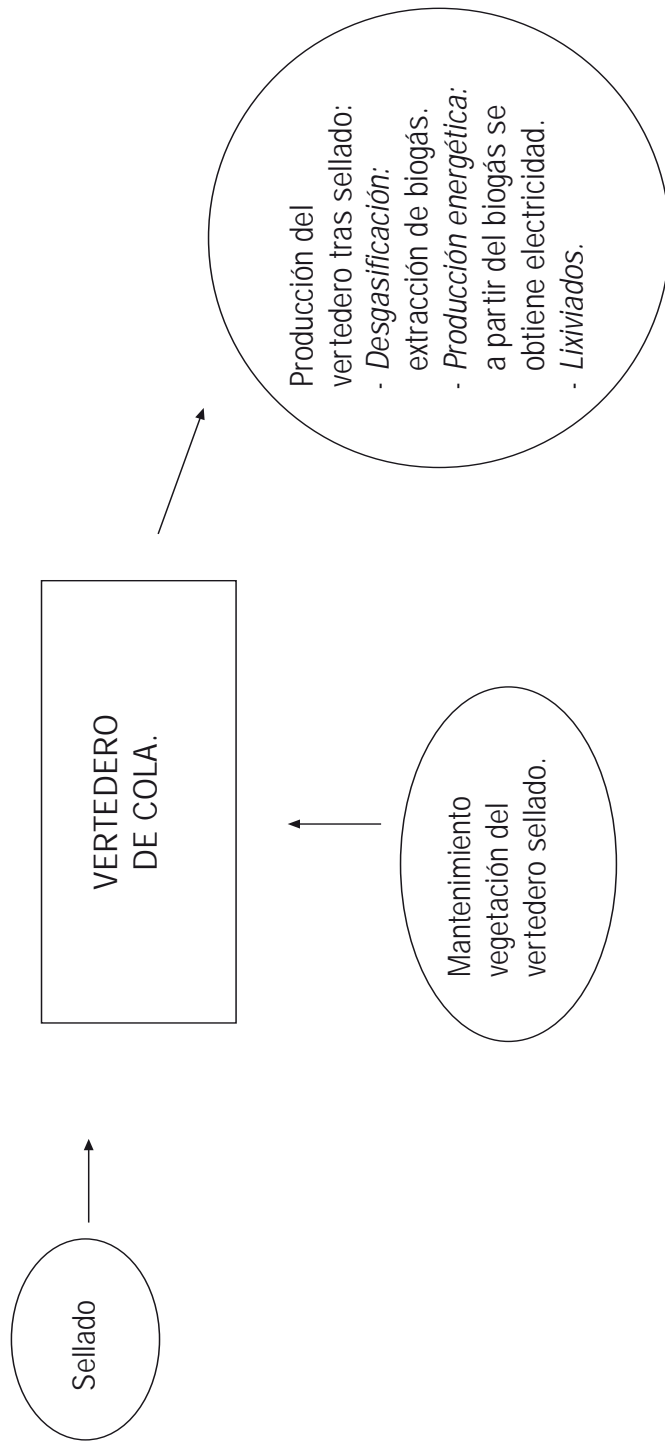 Sellado
VERTEDERO
DE COLA.
Mantenimiento
vegetación del
vertedero sellado.
Producción del
vertedero tras sellado:
- Desgasificación:
extracción de biogás.
- Producción energética:
a partir del biogás se
obtiene electricidad.
- Lixiviados.